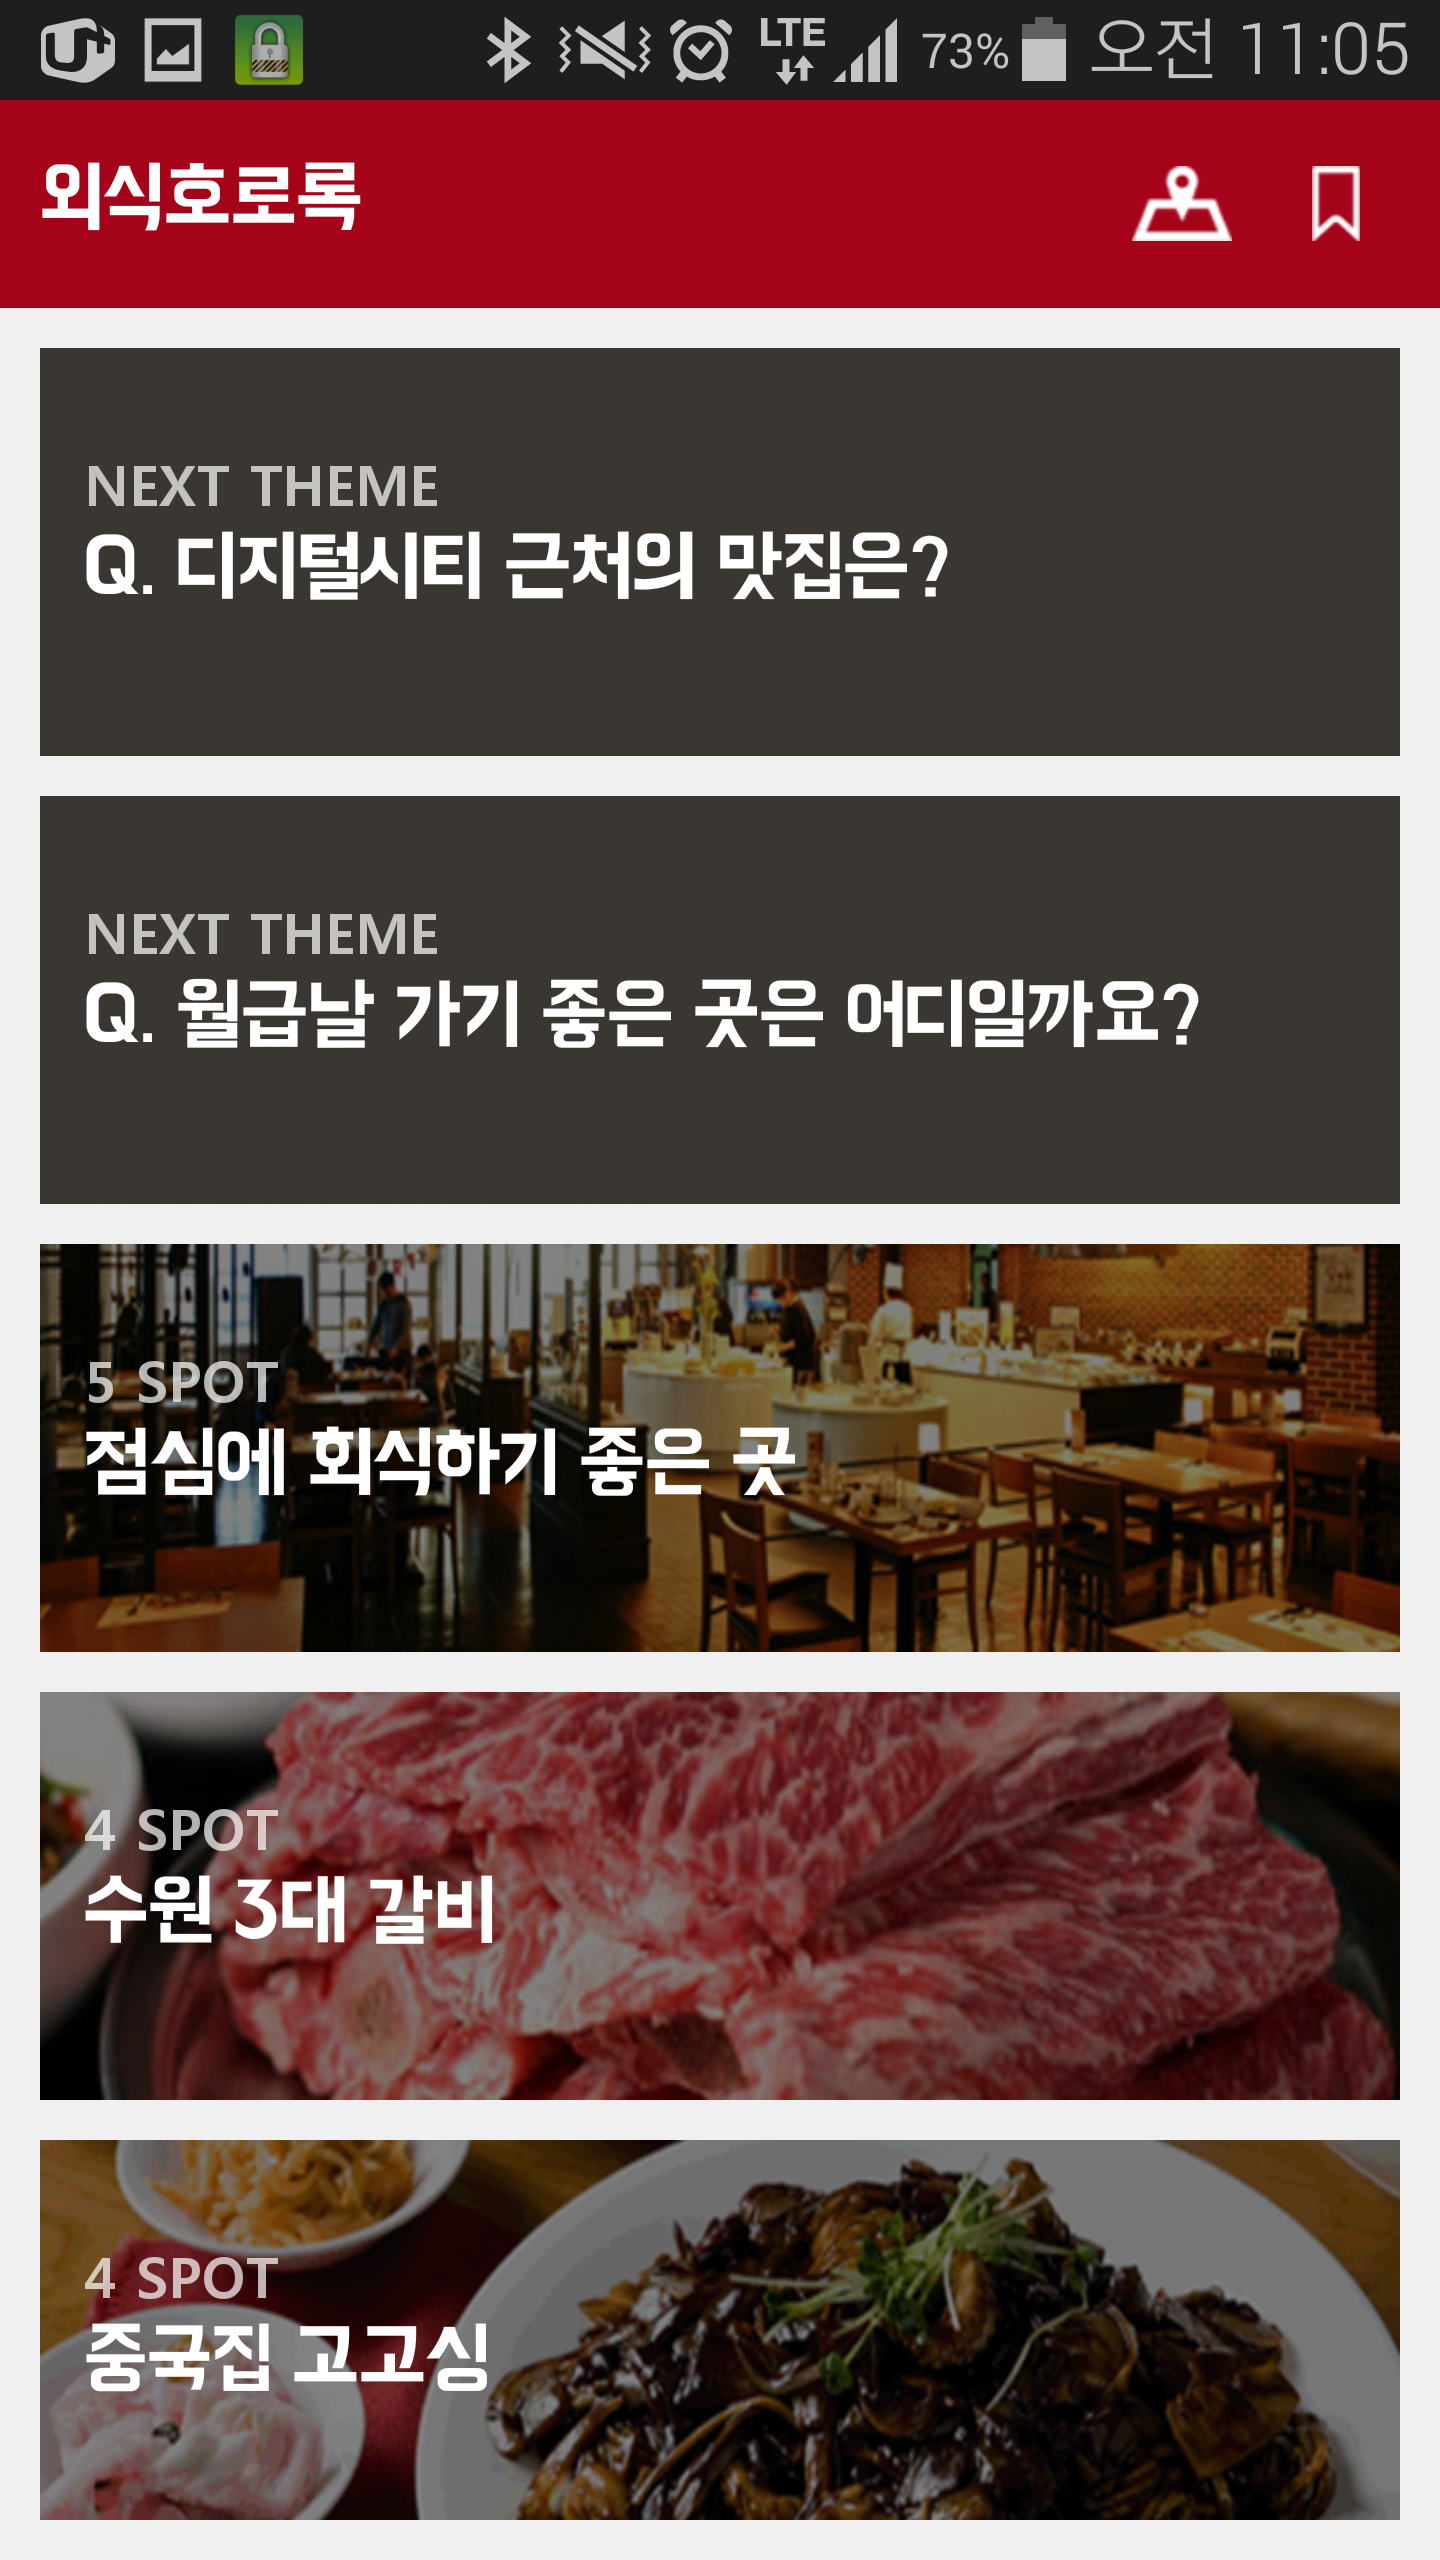 LTE 73% 오전 11:05
외식호로록
NEXT THEME
Q. 디지털시티 근처의 맛집은?
NEXT THEME
Q. 월급날 가기 좋은 곳은 어디일까요?
5 SPOT
점심에 회식하기 좋은 곳
4 SPOT
수원 3대 갈비
4 SPOT
중국집 고고싱